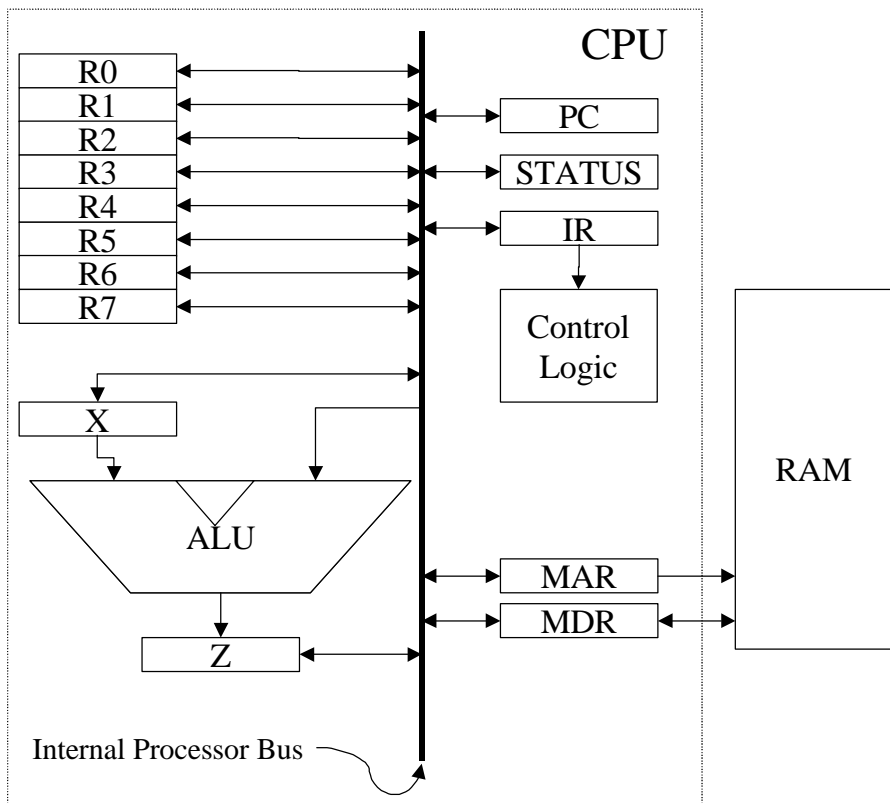 CPU
R0
R1
R2
R3
R4
R5
R6
R7
PC
STATUS
IR
Control
Logic
X
ALU
Z
MAR
MDR
RAM
Internal Processor Bus